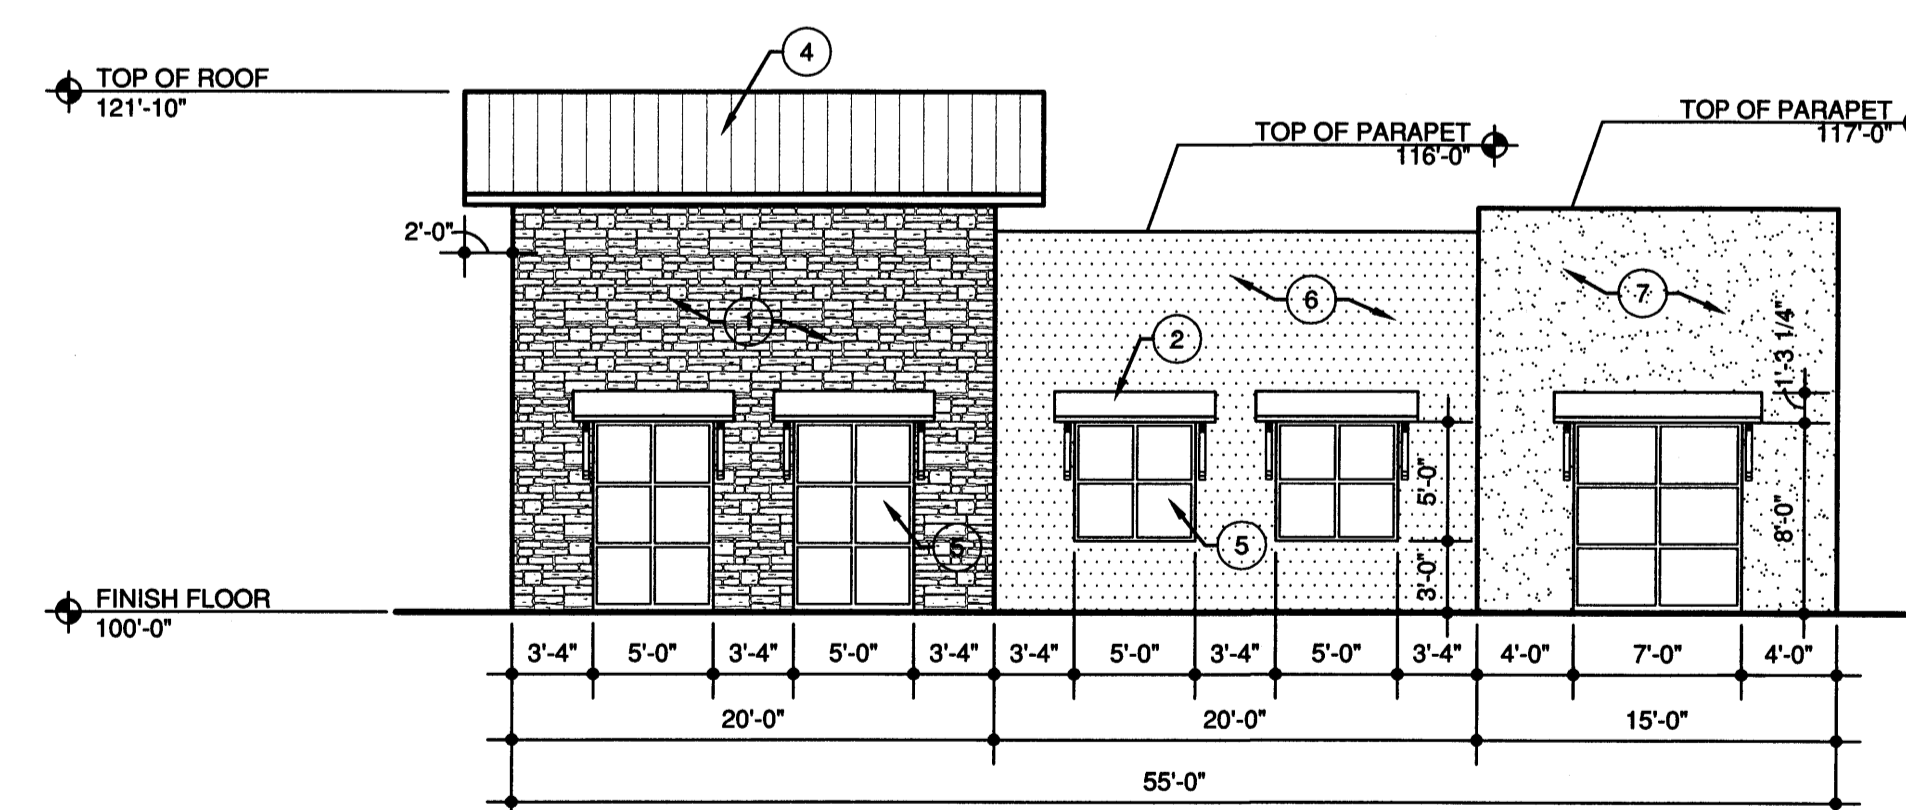 4
TOP OF ROOF
121'-10"
TOP OF PARAPET
116'-0"
TOP OF PARAPET
117'-0"
2'-0"
1
6
7
2
1'-3 1/4"
5
5
5'-0"
3'-0"
8'-0"
FINISH FLOOR
100'-0"
3'-4" 5'-0" 3'-4" 5'-0" 3'-4" 3'-4" 5'-0" 3'-4" 5'-0" 3'-4" 4'-0" 7'-0" 4'-0"
20'-0" 20'-0" 15'-0"
55'-0"